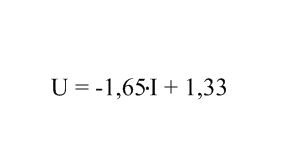 U = -1,65·I + 1,33